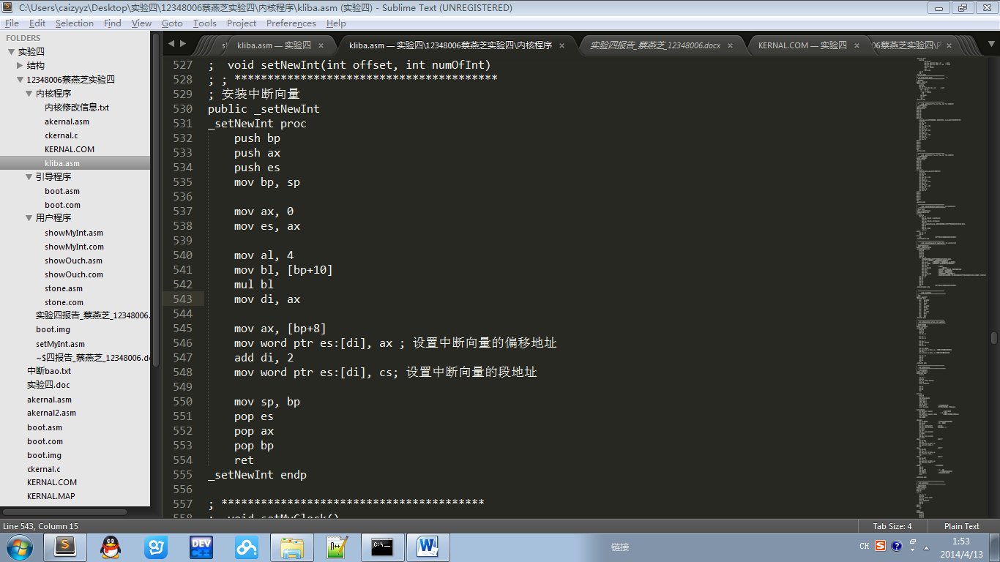 C:\Users\caizyyz\Desktop\实验四\12348006蔡燕芝实验四\内核程序\kliba.asm (实验四) - Sublime Text (UNREGISTERED)
File Edit Selection Find View Goto Tools Project Preferences Help
FOLDERS
实验四
结构
12348006蔡燕芝实验四
内核程序
内核修改信息.txt
akernal.asm
ckernal.c
KERNAL.COM
kliba.asm
引导程序
boot.asm
boot.com
用户程序
showMyInt.asm
showMyInt.com
showOuch.asm
showOuch.com
stone.asm
stone.com
实验四报告_蔡燕芝_12348006.
boot.img
setMyInt.asm
~$四报告_蔡燕芝_12348006.do
中断bao.txt
实验四.doc
akernal.asm
akernal2.asm
boot.asm
boot.com
boot.img
ckernal.c
KERNAL.COM
KERNAL.MAP
kliba.asm — 实验四 × kliba.asm — 实验四\12348006蔡燕芝实验四\内核程序 × 实验四报告_蔡燕芝_12348006.docx × KERNAL.COM — 实验四 × 06蔡燕芝实验四\ ×
527 ;  void setNewInt(int offset, int numOfInt)
528 ; ; ****************************************
529 ; 安装中断向量
530 public _setNewInt
531 _setNewInt proc
532     push bp
533     push ax
534     push es
535     mov bp, sp
536
537     mov ax, 0
538     mov es, ax
539
540     mov al, 4
541     mov bl, [bp+10]
542     mul bl
543     mov di, ax
544
545     mov ax, [bp+8]
546     mov word ptr es:[di], ax ; 设置中断向量的偏移地址
547     add di, 2
548     mov word ptr es:[di], cs; 设置中断向量的段地址
549
550     mov sp, bp
551     pop es
552     pop ax
553     pop bp
554     ret
555 _setNewInt endp
556
557 ; ****************************************
558 ;  void setMyClock()
Line 543, Column 15 Tab Size: 4 Plain Text
DEV
C++
C:\
链接
CH
1:53
2014/4/13